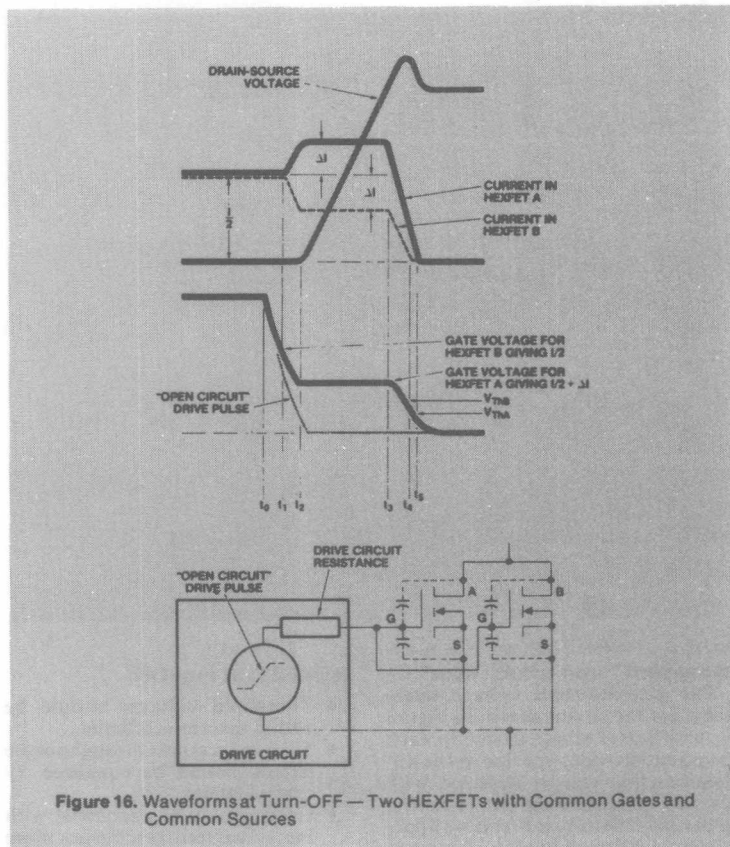 DRAIN-SOURCE
VOLTAGE
ΔI
ΔI
I/2
CURRENT IN
HEXFET A
CURRENT IN
HEXFET B
GATE VOLTAGE FOR
HEXFET B GIVING I/2
GATE VOLTAGE FOR
HEXFET A GIVING I/2 + ΔI
"OPEN CIRCUIT"
DRIVE PULSE
VThB
VThA
t0 t1 t2 t3 t4 t5
DRIVE CIRCUIT
RESISTANCE
"OPEN CIRCUIT"
DRIVE PULSE
A B
G G
S S
DRIVE CIRCUIT
Figure 16. Waveforms at Turn-OFF — Two HEXFETs with Common Gates and
Common Sources